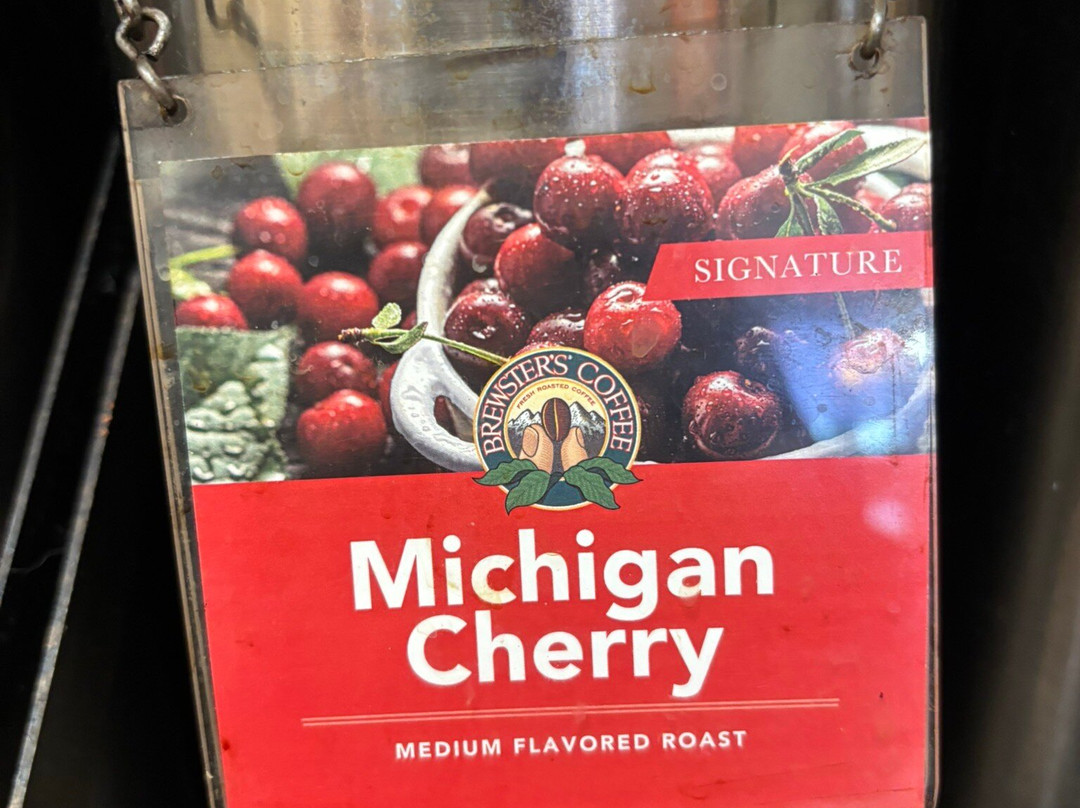 SIGNATURE
BREWSTER'S COFFEE
FRESH ROASTED COFFEE
Michigan
Cherry
MEDIUM FLAVORED ROAST